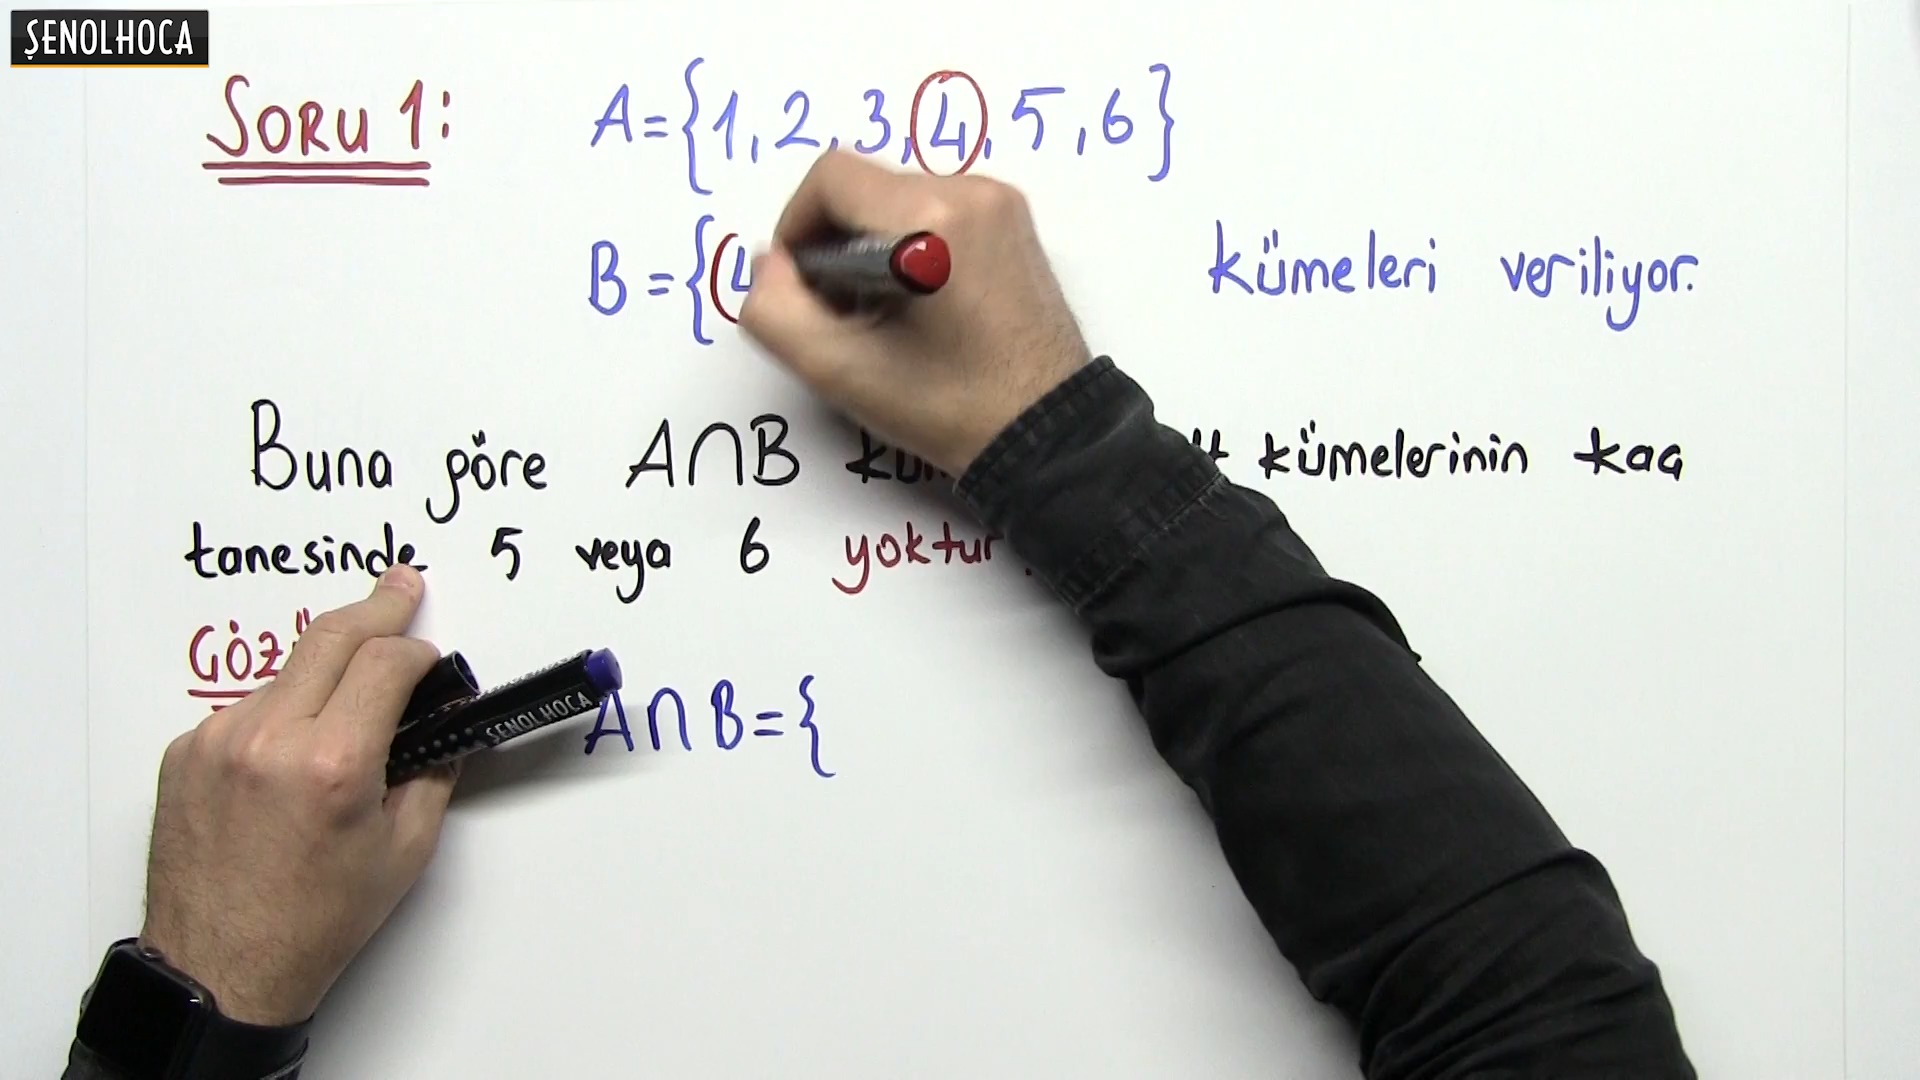 ŞENOLHOCA
SORU 1: A={1, 2, 3, 4, 5, 6}
B={4 kümeleri veriliyor.
Buna göre A∩B kümelerinin kaç
tanesinde 5 veya 6 yoktur
ŞENOLHOCA
A∩B={